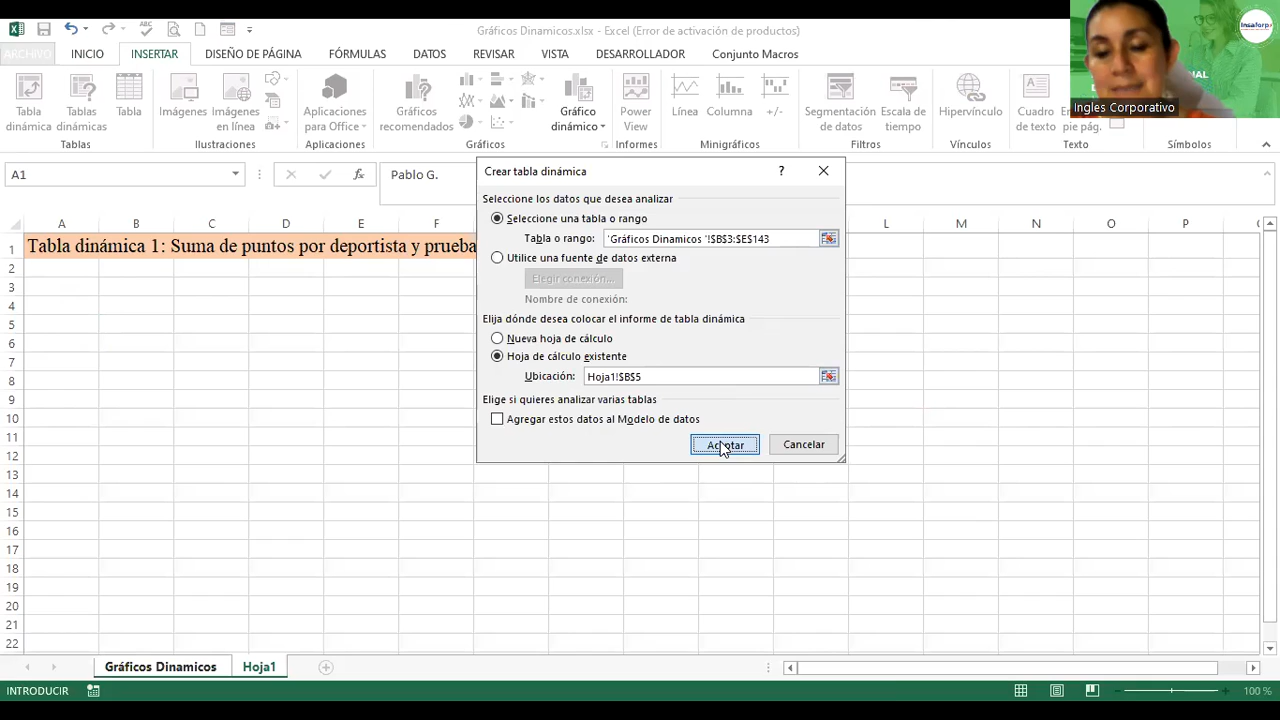 Gráficos Dinamicos.xlsx - Excel (Error de activación de productos)
Insaforp
ARCHIVO INICIO INSERTAR DISEÑO DE PÁGINA FÓRMULAS DATOS REVISAR VISTA DESARROLLADOR Conjunto Macros
Tabla dinámica
Tablas dinámicas
Tabla
Imágenes
Imágenes en línea
Aplicaciones para Office
Gráficos recomendados
Gráfico dinámico
Power View
Línea
Columna
+/-
Segmentación de datos
Escala de tiempo
Hipervínculo
Cuadro de texto
pie pág.
Tablas Ilustraciones Aplicaciones Gráficos Informes Minigráficos Filtros Vínculos Texto Símbolos
Ingles Corporativo
A1 fx Pablo G.
A B C D E F L M N O P
1 Tabla dinámica 1: Suma de puntos por deportista y prueba
2
3
4
5
6
7
8
9
10
11
12
13
14
15
16
17
18
19
20
21
22
Crear tabla dinámica ?
Seleccione los datos que desea analizar
Seleccione una tabla o rango
Tabla o rango: 'Gráficos Dinamicos '!$B$3:$E$143
Utilice una fuente de datos externa
Elegir conexión...
Nombre de conexión:
Elija dónde desea colocar el informe de tabla dinámica
Nueva hoja de cálculo
Hoja de cálculo existente
Ubicación: Hoja1!$B$5
Elige si quieres analizar varias tablas
Agregar estos datos al Modelo de datos
Aceptar Cancelar
Gráficos Dinamicos Hoja1
INTRODUCIR 100 %